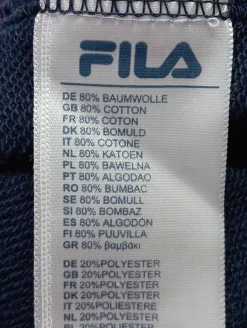 FILA
DE 80% BAUMWOLLE
GB 80% COTTON
FR 80% COTON
DK 80% BOMULD
IT 80% COTONE
NL 80% KATOEN
PL 80% BAWELNA
PT 80% ALGODAO
RO 80% BUMBAC
SE 80% BOMULL
SI 80% BOMBAZ
ES 80% ALGODÓN
FI 80% PUUVILLA
GR 80% βαμβάκι
DE 20%POLYESTER
GB 20%POLYESTER
FR 20%POLYESTER
DK 20%POLYESTER
IT 20%POLIESTERE
NL 20%POLYESTER